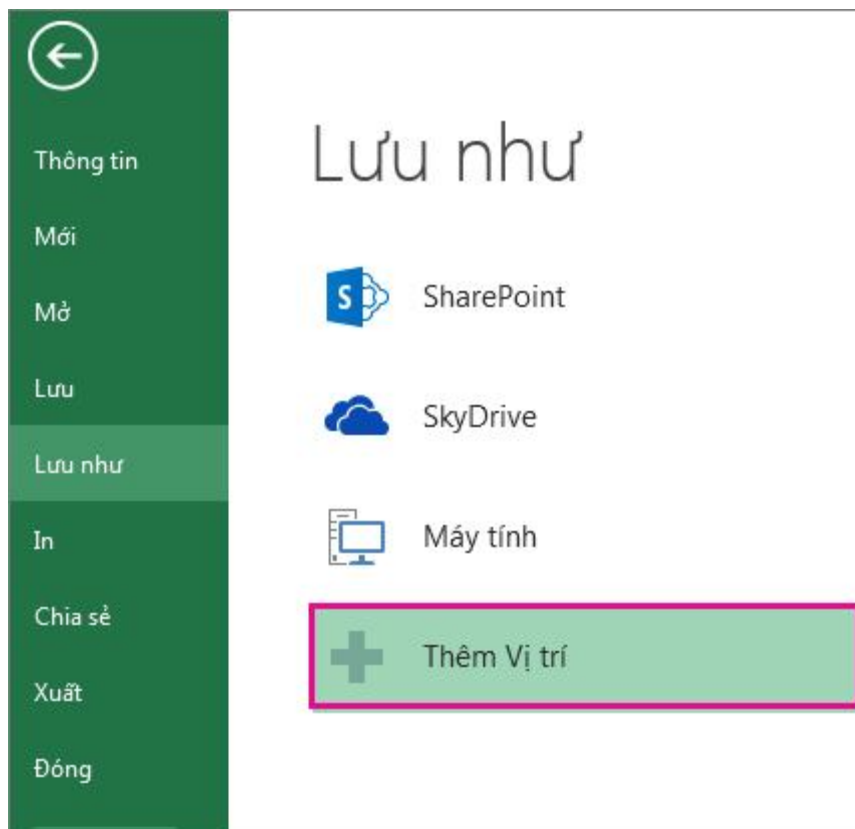 Thông tin
Mới
Mở
Lưu
Lưu như
In
Chia sẻ
Xuất
Đóng
Lưu như
S
SharePoint
SkyDrive
Máy tính
Thêm Vị trí